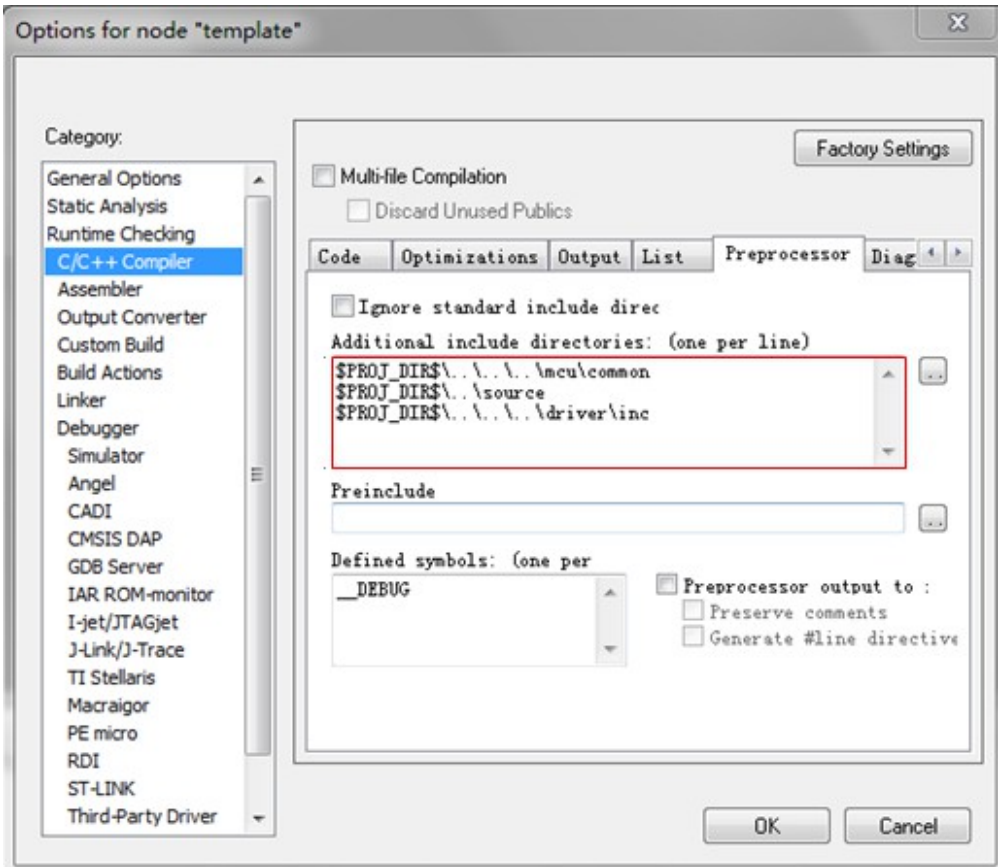 Options for node "template"
Category:
General Options
Static Analysis
Runtime Checking
C/C++ Compiler
Assembler
Output Converter
Custom Build
Build Actions
Linker
Debugger
Simulator
Angel
CADI
CMSIS DAP
GDB Server
IAR ROM-monitor
I-jet/JTAGjet
J-Link/J-Trace
TI Stellaris
Macraigor
PE micro
RDI
ST-LINK
Third-Party Driver
Factory Settings
Multi-file Compilation
Discard Unused Publics
Code Optimizations Output List Preprocessor Diag
Ignore standard include direc
Additional include directories: (one per line)
$PROJ_DIR$\..\..\..\mcu\common
$PROJ_DIR$\..\source
$PROJ_DIR$\..\..\..\driver\inc
..
Preinclude
..
Defined symbols: (one per
__DEBUG
Preprocessor output to :
Preserve comments
Generate #line directive
OK Cancel